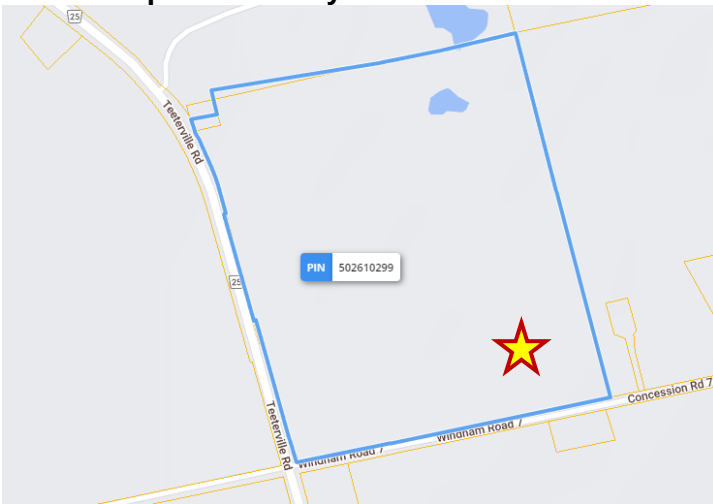 25
Teeterville Rd
PIN 502610299
25
Teeterville Rd
Windham Road 7
Windham Road 7
Concession Rd 7